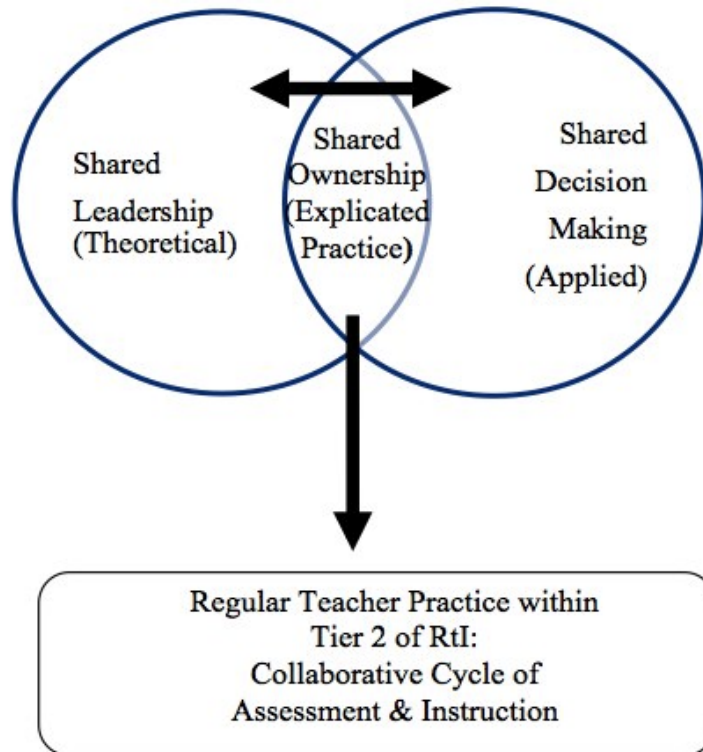 Shared
Leadership
(Theoretical)
Shared
Ownership
(Explicated
Practice)
Shared
Decision
Making
(Applied)
Regular Teacher Practice within
Tier 2 of RtI:
Collaborative Cycle of
Assessment & Instruction